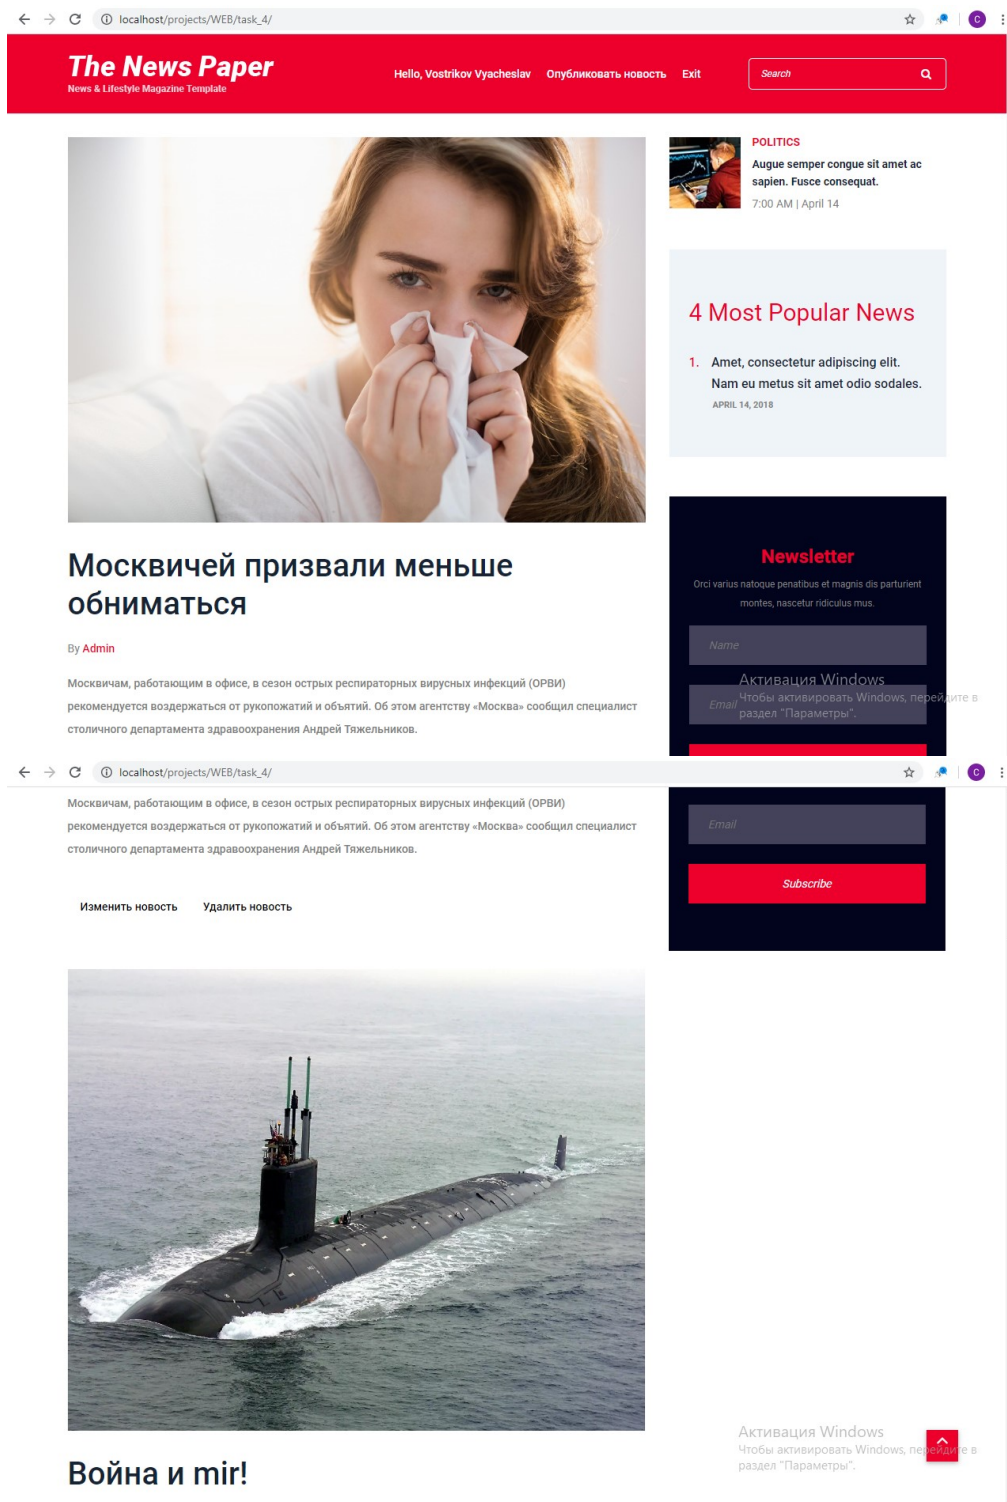 localhost/projects/WEB/task_4/
The News Paper
News & Lifestyle Magazine Template
Hello, Vostrikov Vyacheslav Опубликовать новость Exit
Search
C
POLITICS
Augue semper congue sit amet ac
sapien. Fusce consequat.
7:00 AM | April 14
4 Most Popular News
1. Amet, consectetur adipiscing elit.
Nam eu metus sit amet odio sodales.
APRIL 14, 2018
Москвичей призвали меньше
обниматься
By Admin
Москвичам, работающим в офисе, в сезон острых респираторных вирусных инфекций (ОРВИ)
рекомендуется воздержаться от рукопожатий и объятий. Об этом агентству «Москва» сообщил специалист
столичного департамента здравоохранения Андрей Тяжельников.
Newsletter
Orci varius natoque penatibus et magnis dis parturient
montes, nascetur ridiculus mus.
Name
Email
Активация Windows
Чтобы активировать Windows, перейдите в
раздел "Параметры".
localhost/projects/WEB/task_4/
C
Москвичам, работающим в офисе, в сезон острых респираторных вирусных инфекций (ОРВИ)
рекомендуется воздержаться от рукопожатий и объятий. Об этом агентству «Москва» сообщил специалист
столичного департамента здравоохранения Андрей Тяжельников.
Изменить новость Удалить новость
Email
Subscribe
Война и mir!
Активация Windows
Чтобы активировать Windows, перейдите в
раздел "Параметры".